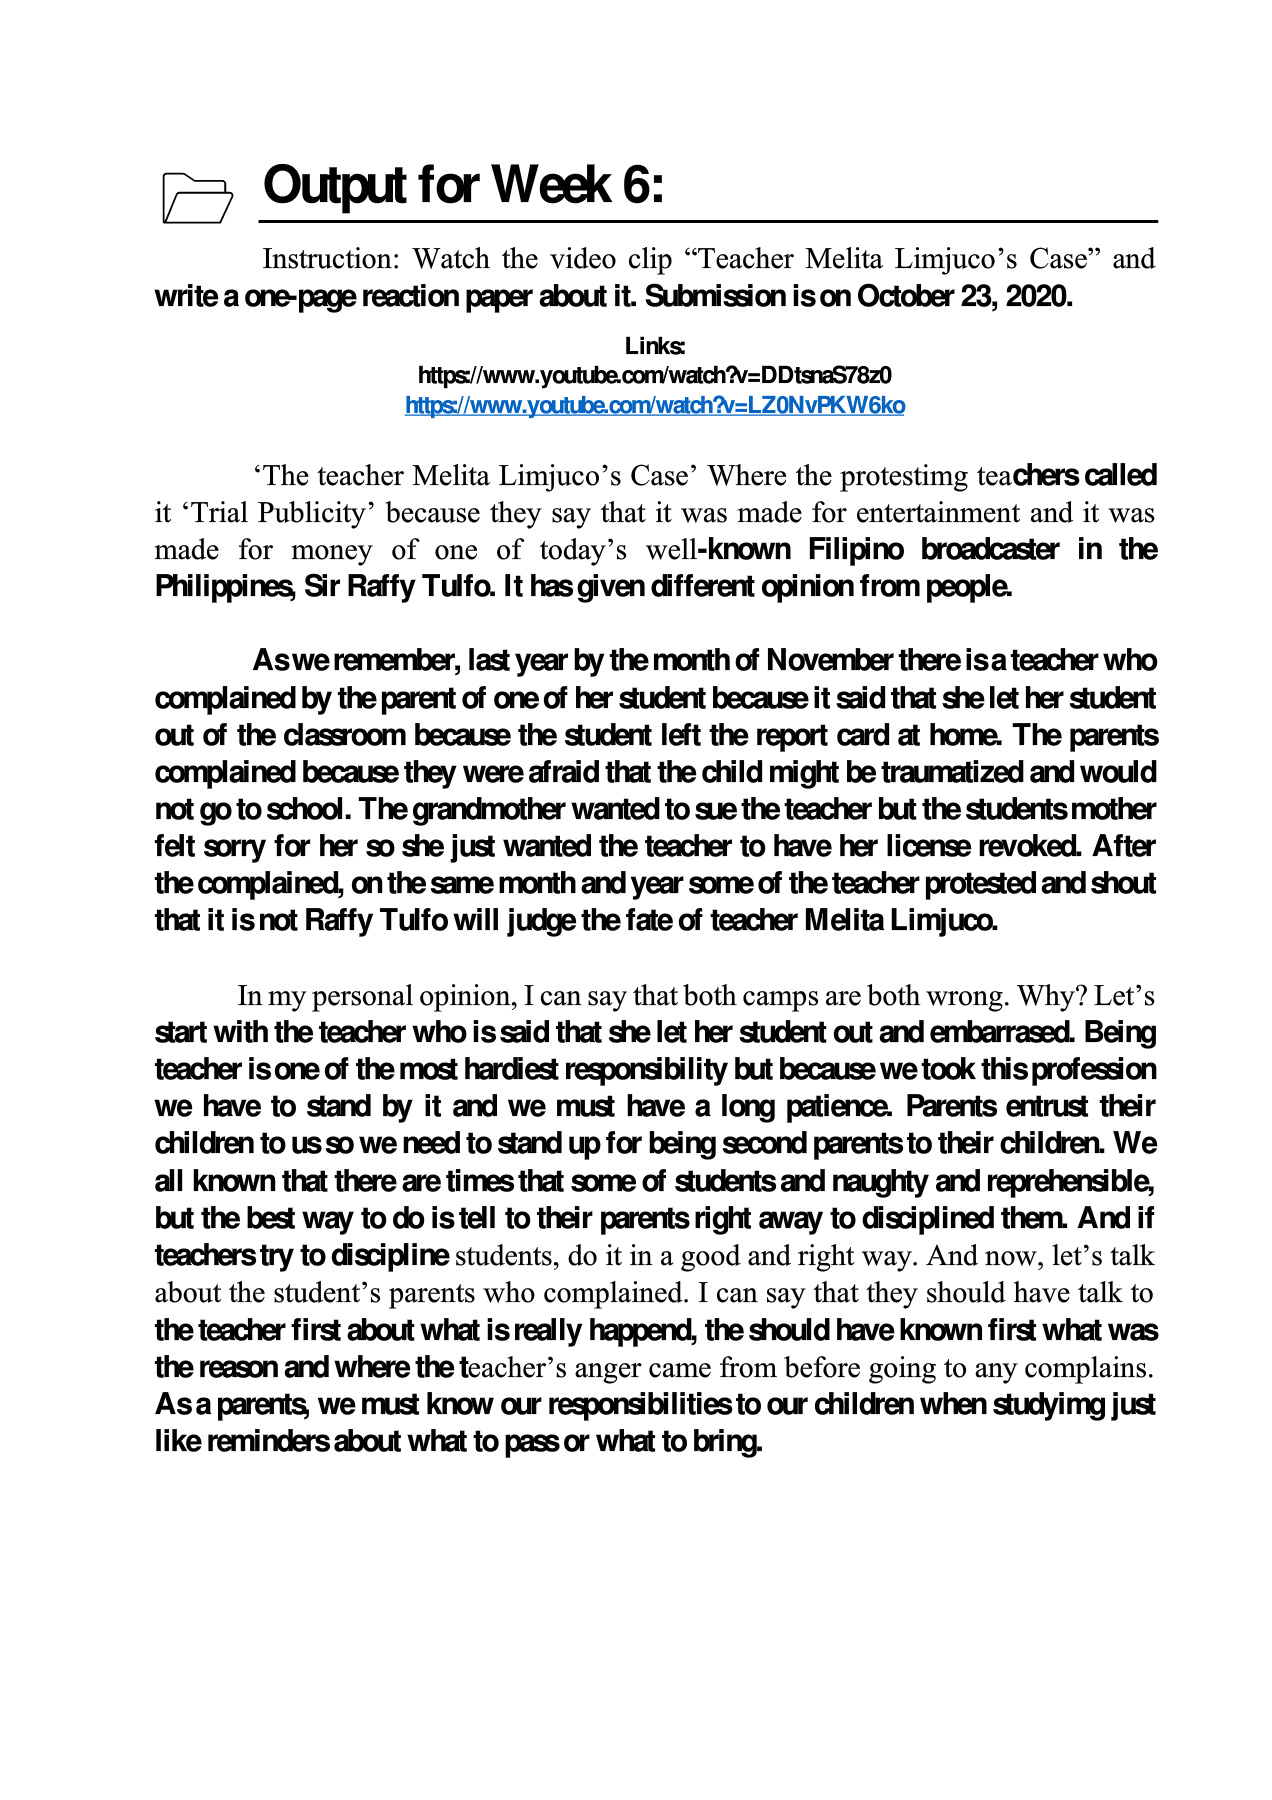 Output for Week 6:
Instruction: Watch the video clip “Teacher Melita Limjuco’s Case” and
write a one-page reaction paper about it. Submission is on October 23, 2020.
Links:
https://www.youtube.com/watch?v=DDtsnaS78z0
https://www.youtube.com/watch?v=LZ0NvPKW6ko
‘The teacher Melita Limjuco’s Case’ Where the protestimg teachers called
it ‘Trial Publicity’ because they say that it was made for entertainment and it was
made for money of one of today’s well-known Filipino broadcaster in the
Philippines, Sir Raffy Tulfo. It has given different opinion from people.
As we remember, last year by the month of November there is a teacher who
complained by the parent of one of her student because it said that she let her student
out of the classroom because the student left the report card at home. The parents
complained because they were afraid that the child might be traumatized and would
not go to school. The grandmother wanted to sue the teacher but the students mother
felt sorry for her so she just wanted the teacher to have her license revoked. After
the complained, on the same month and year some of the teacher protested and shout
that it is not Raffy Tulfo will judge the fate of teacher Melita Limjuco.
In my personal opinion, I can say that both camps are both wrong. Why? Let’s
start with the teacher who is said that she let her student out and embarrased. Being
teacher is one of the most hardiest responsibility but because we took this profession
we have to stand by it and we must have a long patience. Parents entrust their
children to us so we need to stand up for being second parents to their children. We
all known that there are times that some of students and naughty and reprehensible,
but the best way to do is tell to their parents right away to disciplined them. And if
teachers try to discipline students, do it in a good and right way. And now, let’s talk
about the student’s parents who complained. I can say that they should have talk to
the teacher first about what is really happend, the should have known first what was
the reason and where the teacher’s anger came from before going to any complains.
As a parents, we must know our responsibilities to our children when studyimg just
like reminders about what to pass or what to bring.